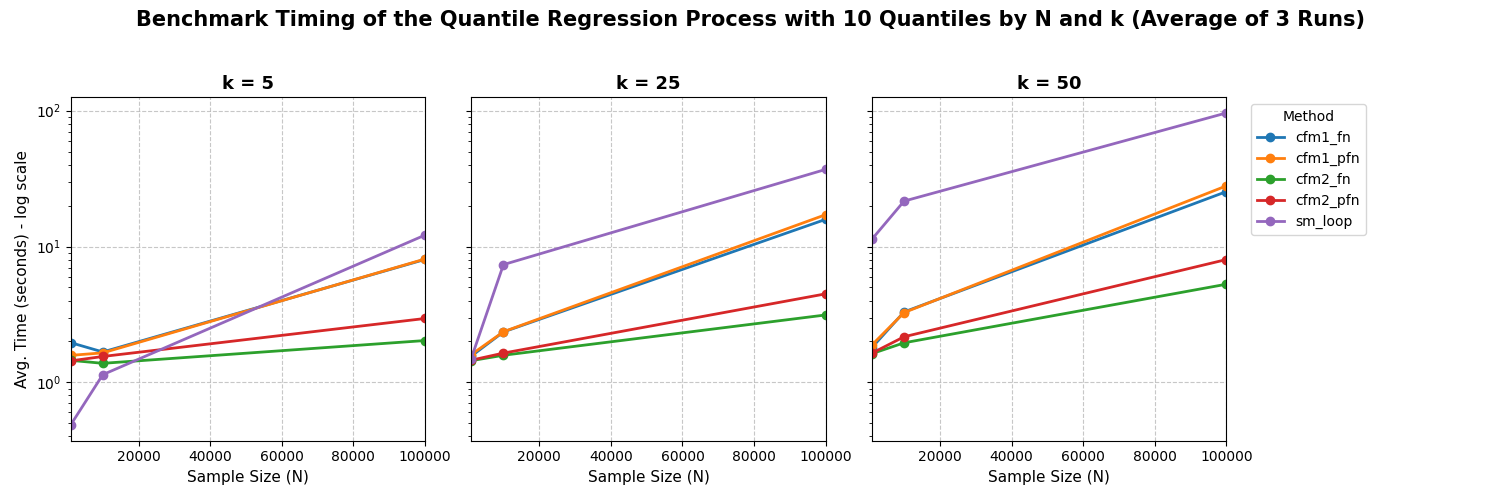 Benchmark Timing of the Quantile Regression Process with 10 Quantiles by N and k (Average of 3 Runs)
k = 5
k = 25
k = 50
Avg. Time (seconds) - log scale
10²
10¹
10⁰
20000 40000 60000 80000 100000
20000 40000 60000 80000 100000
20000 40000 60000 80000 100000
Sample Size (N)
Sample Size (N)
Sample Size (N)
Method
cfm1_fn
cfm1_pfn
cfm2_fn
cfm2_pfn
sm_loop